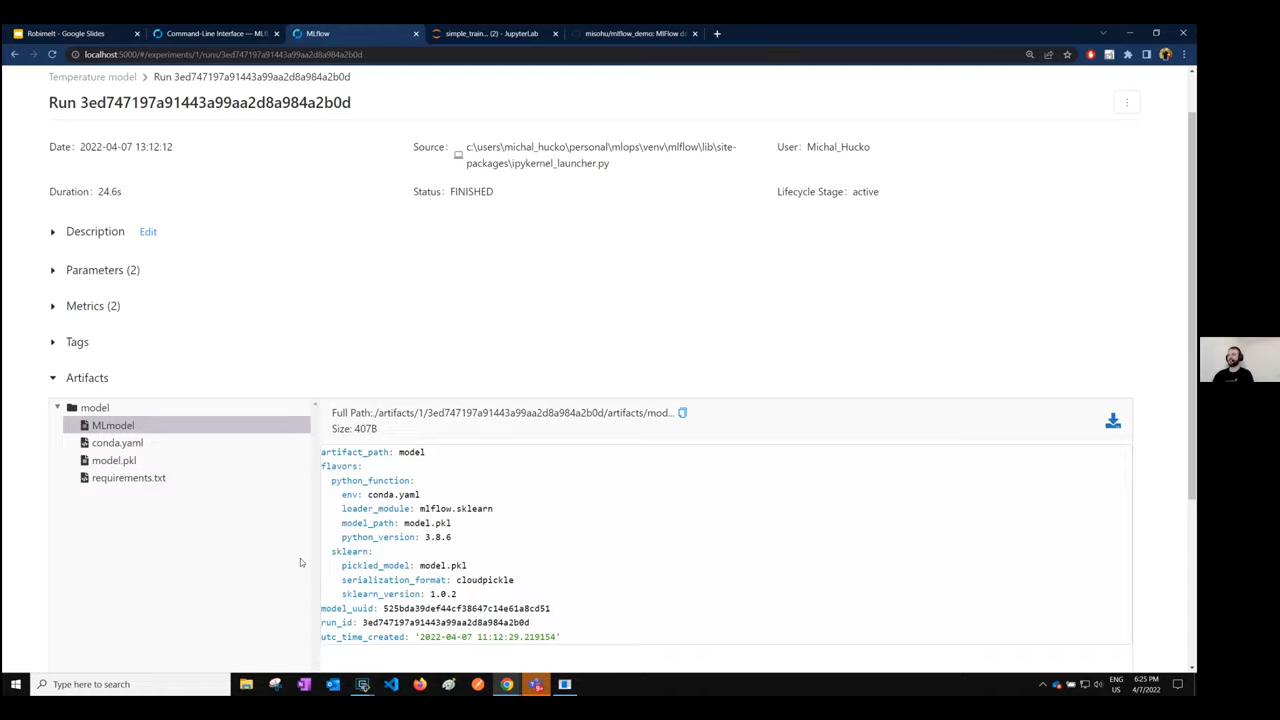 Robimelt - Google Slides
Command-Line Interface — MLfl
MLflow
simple_train... (2) - JupyterLab
misohu/mlflow_demo: MlFlow de
localhost:5000/#/experiments/1/runs/3ed747197a91443a99aa2d8a984a2b0d
Temperature model
Run 3ed747197a91443a99aa2d8a984a2b0d
Run 3ed747197a91443a99aa2d8a984a2b0d
Date: 2022-04-07 13:12:12
Source: c:\users\michal_hucko\personal\mlops\venv\mlflow\lib\site-
packages\ipykernel_launcher.py
User: Michal_Hucko
Duration: 24.6s
Status: FINISHED
Lifecycle Stage: active
Description Edit
Parameters (2)
Metrics (2)
Tags
Artifacts
model
MLmodel
conda.yaml
model.pkl
requirements.txt
Full Path:./artifacts/1/3ed747197a91443a99aa2d8a984a2b0d/artifacts/mod...
Size: 407B
artifact_path: model
flavors:
python_function:
env: conda.yaml
loader_module: mlflow.sklearn
model_path: model.pkl
python_version: 3.8.6
sklearn:
pickled_model: model.pkl
serialization_format: cloudpickle
sklearn_version: 1.0.2
model_uuid: 525bda39def44cf38647c14e61a8cd51
run_id: 3ed747197a91443a99aa2d8a984a2b0d
utc_time_created: '2022-04-07 11:12:29.219154'
Type here to search
ENG
US
6:25 PM
4/7/2022